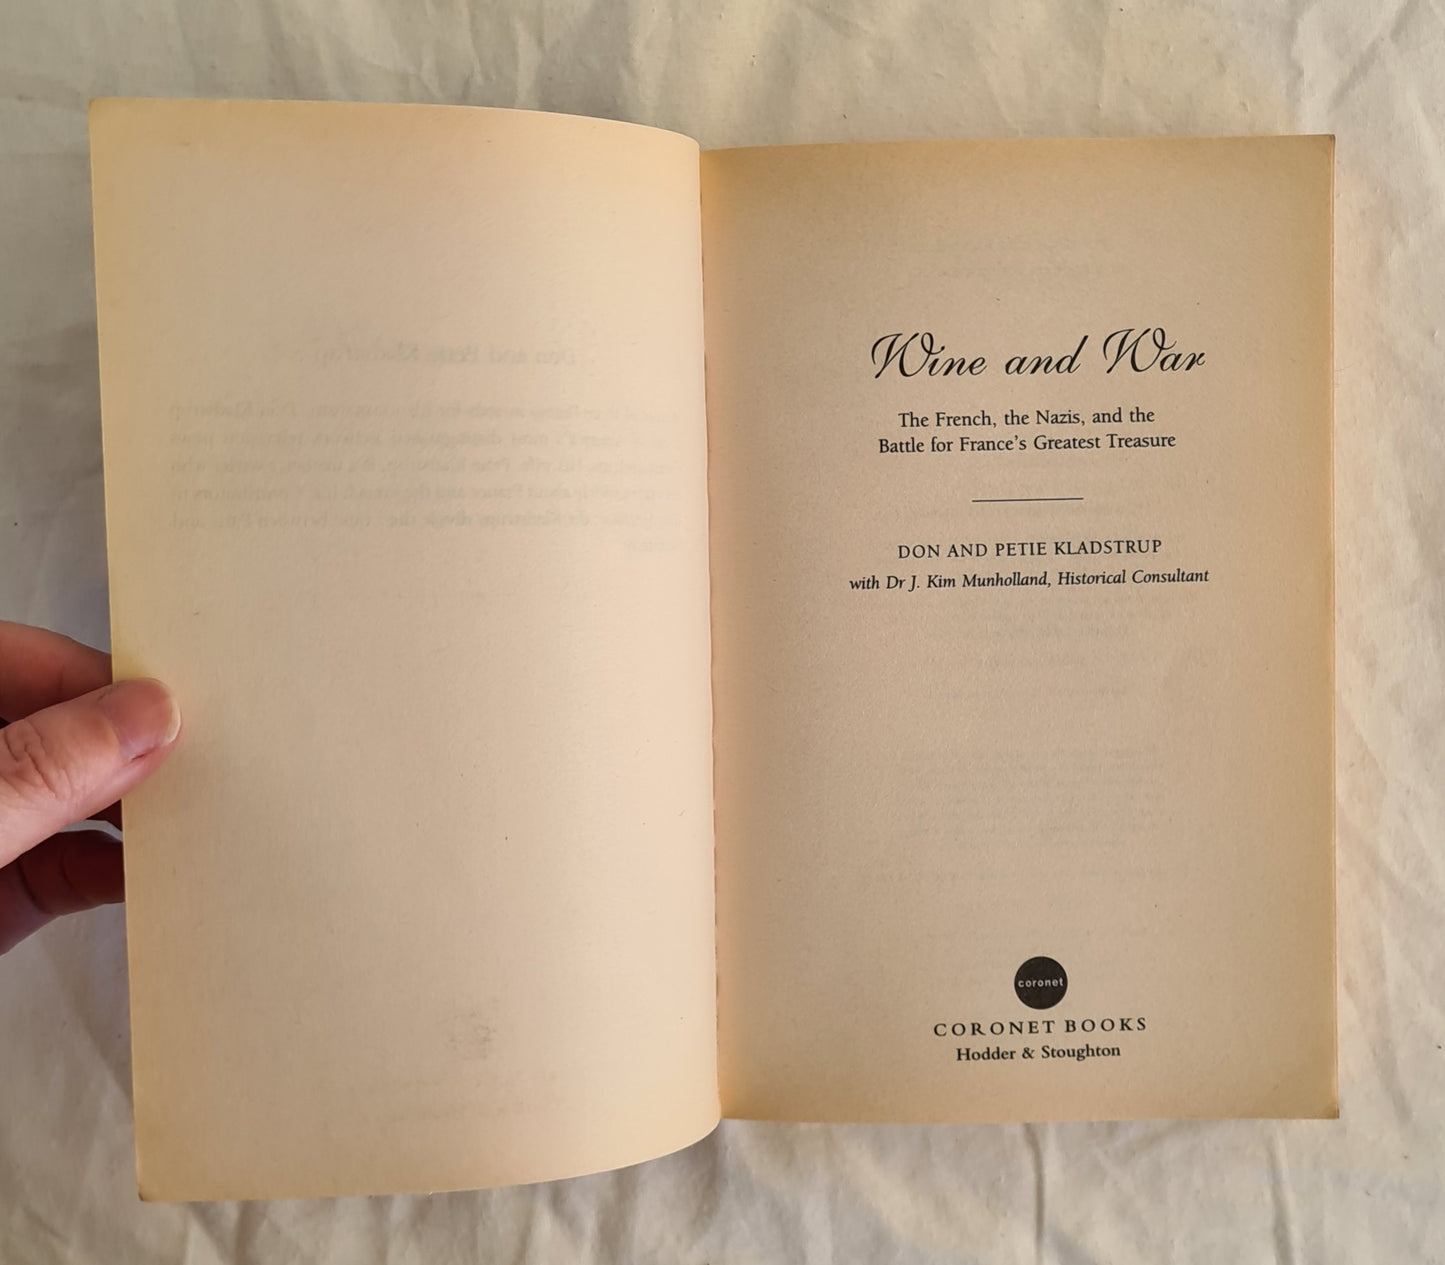 Wine and War
The French, the Nazis, and the
Battle for France's Greatest Treasure
DON AND PETIE KLADSTRUP
with Dr J. Kim Munholland, Historical Consultant
coronet
CORONET BOOKS
Hodder & Stoughton